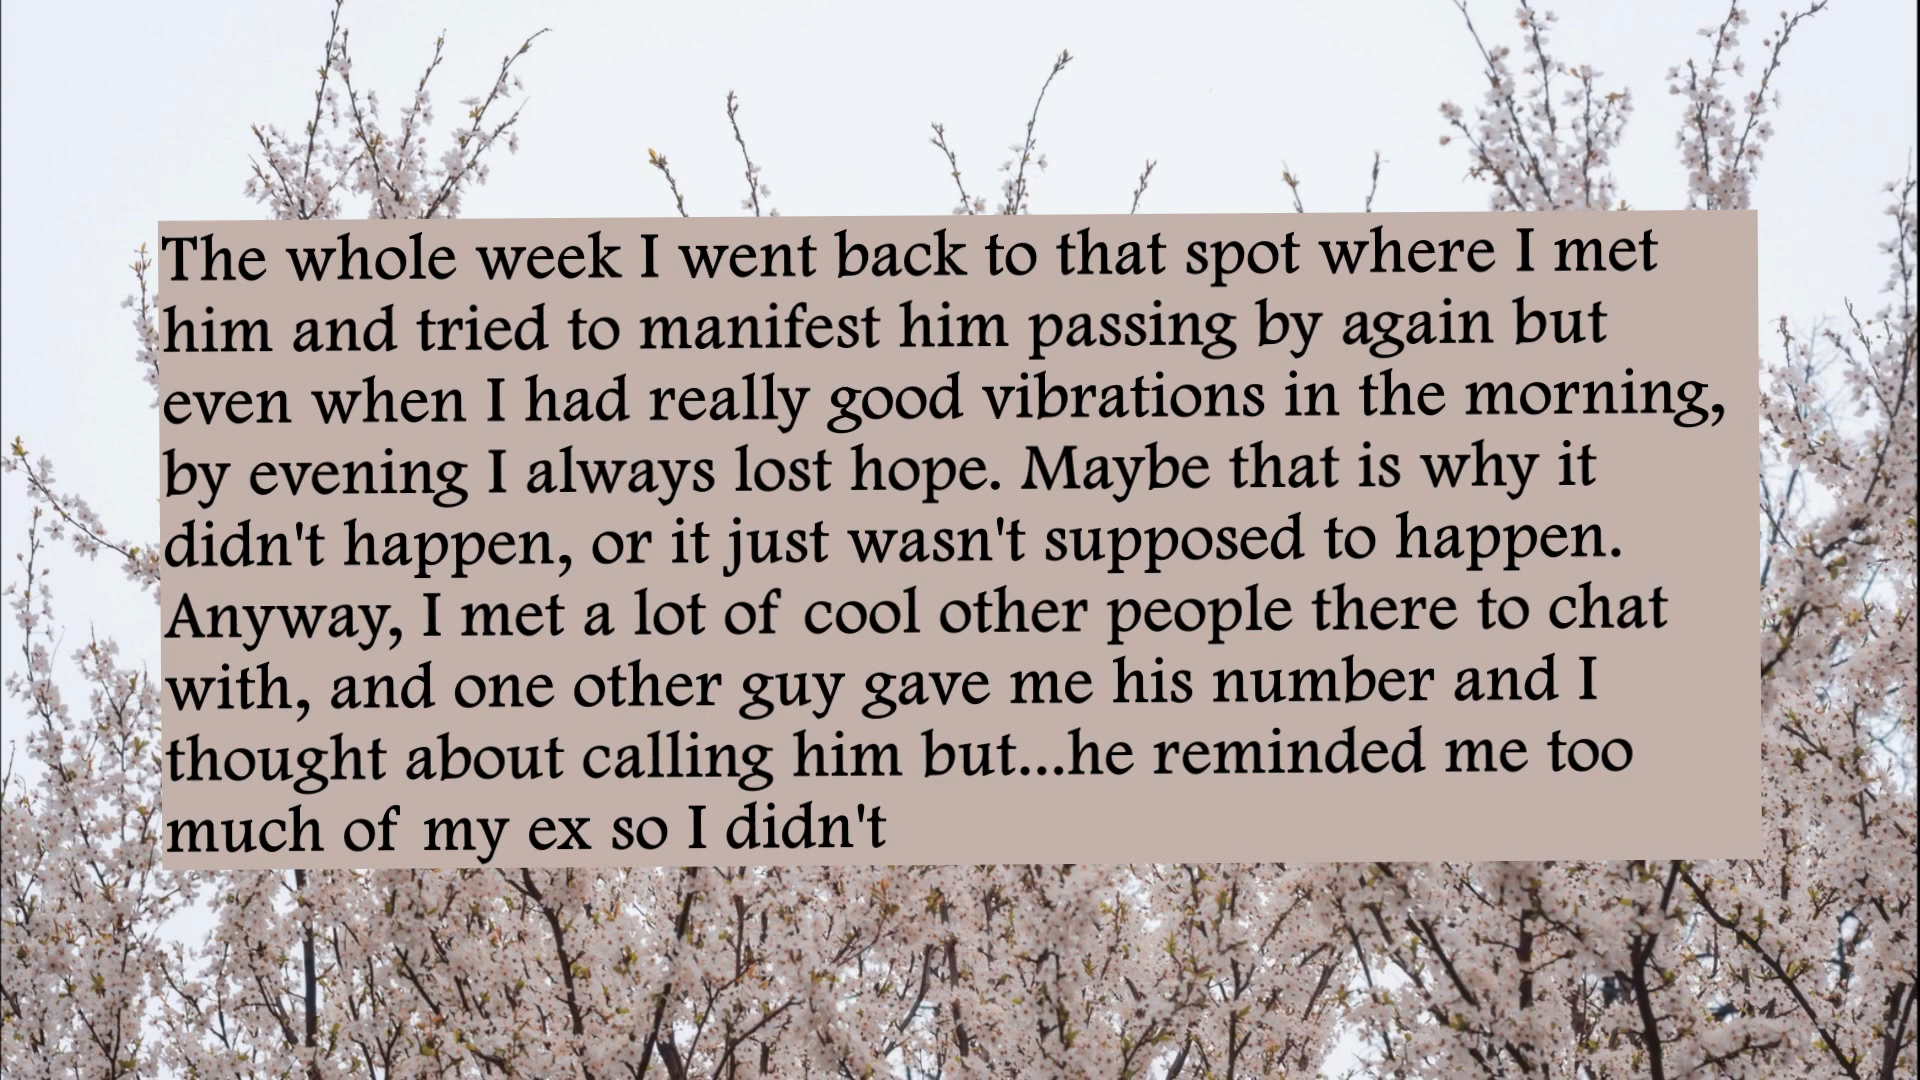 The whole week I went back to that spot where I met
him and tried to manifest him passing by again but
even when I had really good vibrations in the morning,
by evening I always lost hope. Maybe that is why it
didn't happen, or it just wasn't supposed to happen.
Anyway, I met a lot of cool other people there to chat
with, and one other guy gave me his number and I
thought about calling him but...he reminded me too
much of my ex so I didn't